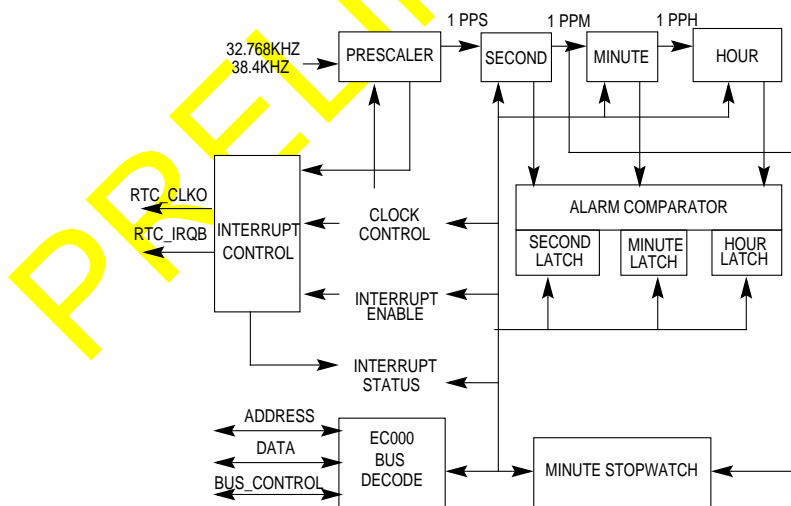 1 PPS
1 PPM
1 PPH
32.768KHZ
38.4KHZ
PRESCALER
SECOND
MINUTE
HOUR
RTC_CLKO
RTC_IRQB
INTERRUPT
CONTROL
CLOCK
CONTROL
ALARM COMPARATOR
SECOND
LATCH
MINUTE
LATCH
HOUR
LATCH
INTERRUPT
ENABLE
INTERRUPT
STATUS
ADDRESS
DATA
BUS_CONTROL
EC000
BUS
DECODE
MINUTE STOPWATCH